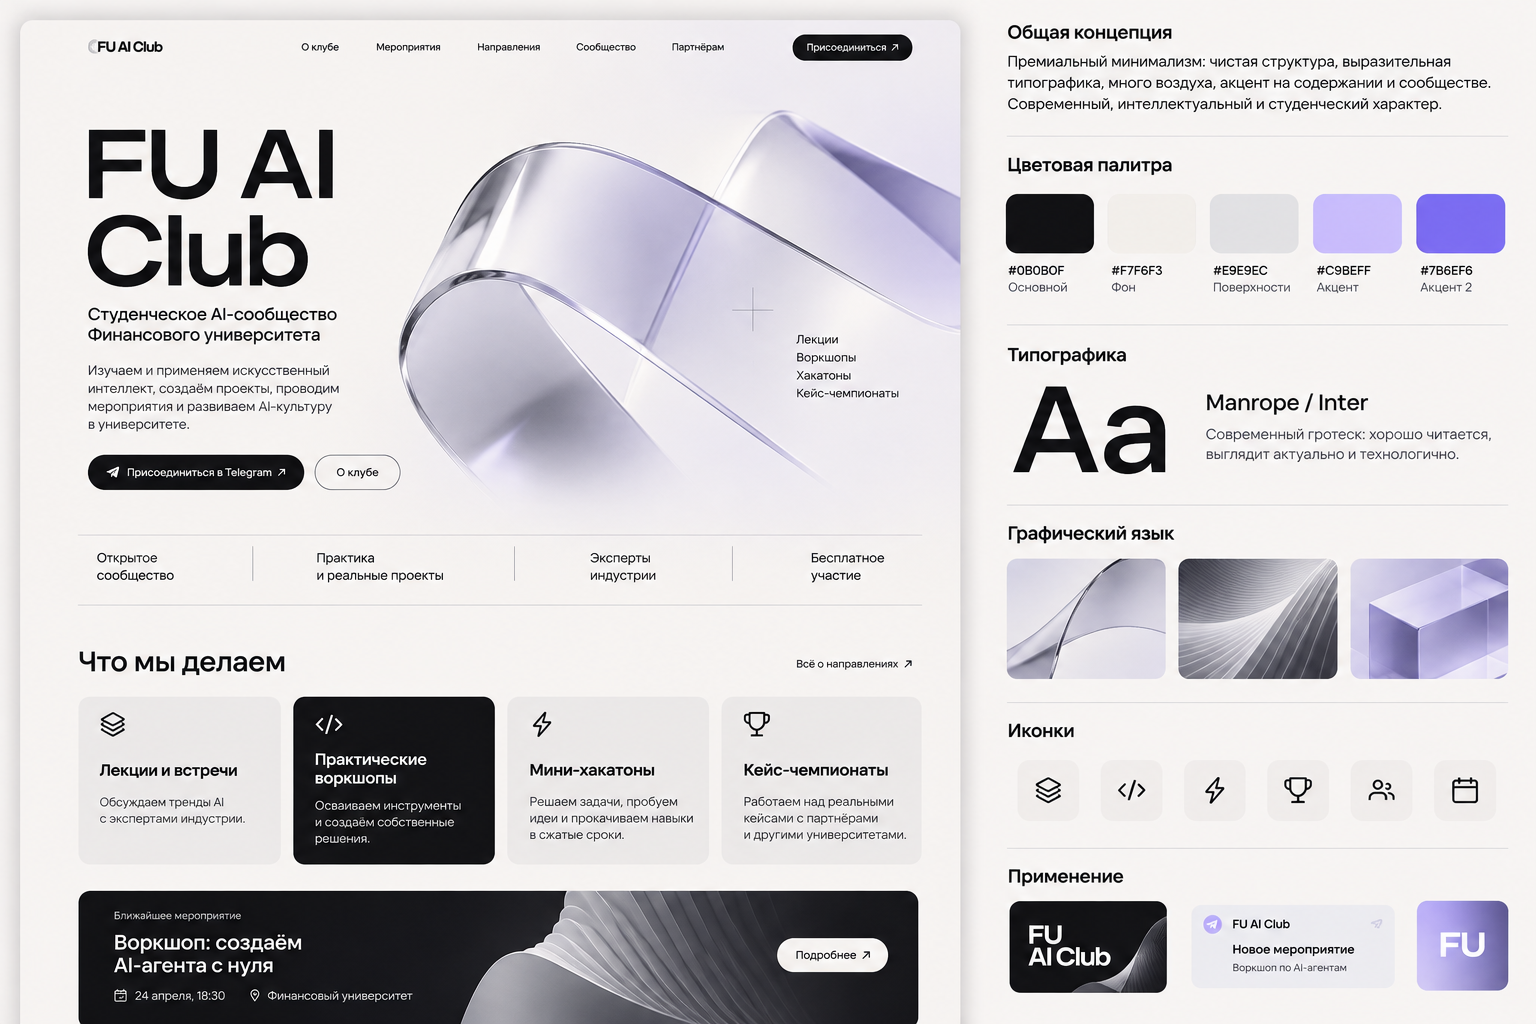 FU AI Club
О клубе
Мероприятия
Направления
Сообщество
Партнёрам
Присоединиться ↗
FU AI
Club
Студенческое AI-сообщество
Финансового университета
Изучаем и применяем искусственный
интеллект, создаём проекты, проводим
мероприятия и развиваем AI-культуру
в университете.
Присоединиться в Telegram ↗
О клубе
Лекции
Воркшопы
Хакатоны
Кейс-чемпионаты
Открытое
сообщество
Практика
и реальные проекты
Эксперты
индустрии
Бесплатное
участие
Что мы делаем
Всё о направлениях ↗
Лекции и встречи
Обсуждаем тренды AI
с экспертами индустрии.
Практические
воркшопы
Осваиваем инструменты
и создаём собственные
решения.
Мини-хакатоны
Решаем задачи, пробуем
идеи и прокачиваем навыки
в сжатые сроки.
Кейс-чемпионаты
Работаем над реальными
кейсами с партнёрами
и другими университетами.
Ближайшее мероприятие
Воркшоп: создаём
AI-агента с нуля
24 апреля, 18:30
Финансовый университет
Подробнее ↗
Общая концепция
Премиальный минимализм: чистая структура, выразительная
типографика, много воздуха, акцент на содержании и сообществе.
Современный, интеллектуальный и студенческий характер.
Цветовая палитра
#0B0B0F
Основной
#F7F6F3
Фон
#E9E9EC
Поверхности
#C9BEFF
Акцент
#7B6EF6
Акцент 2
Типографика
Aa
Manrope / Inter
Современный гротеск: хорошо читается,
выглядит актуально и технологично.
Графический язык
Иконки
Применение
FU
AI Club
FU AI Club
Новое мероприятие
Воркшоп по AI-агентам
FU